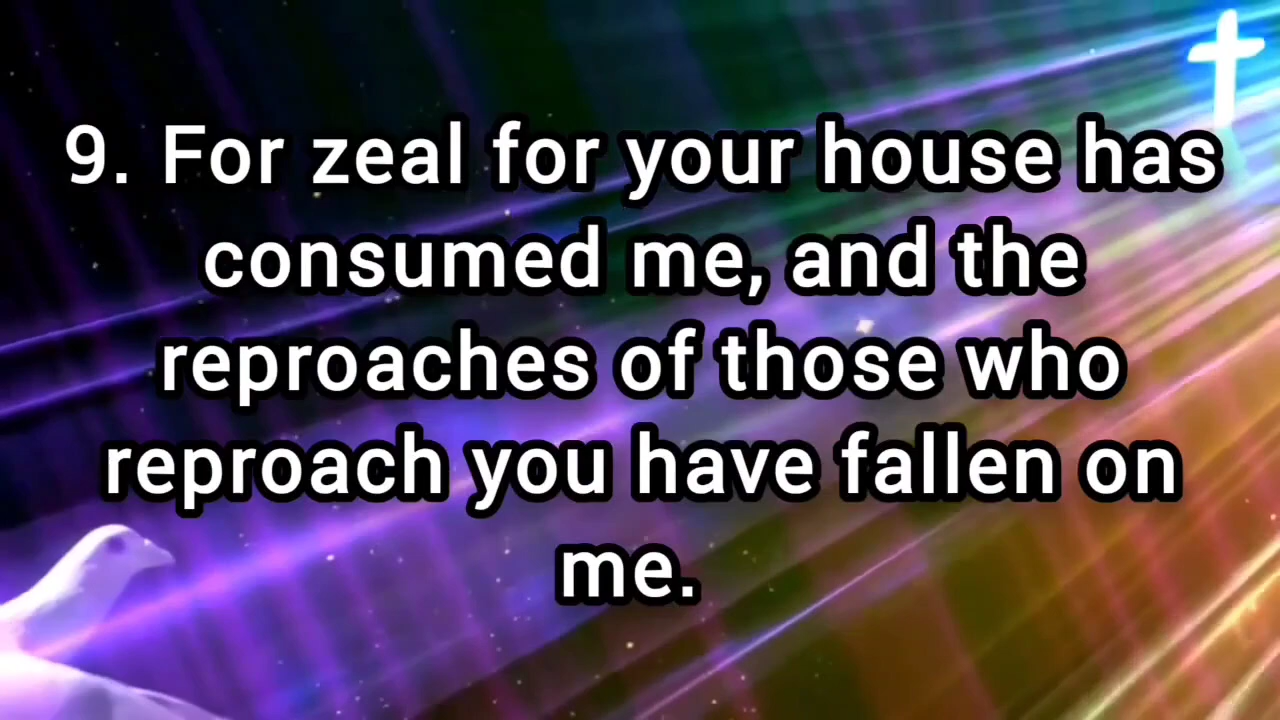 9. For zeal for your house has
consumed me, and the
reproaches of those who
reproach you have fallen on
me.